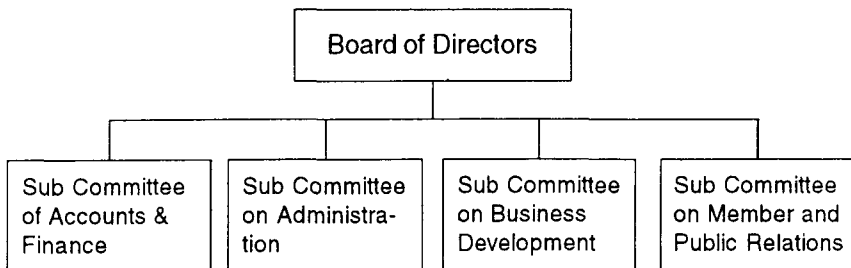 Board of Directors
Sub Committee
of Accounts &
Finance
Sub Committee
on Administra-
tion
Sub Committee
on Business
Development
Sub Committee
on Member and
Public Relations